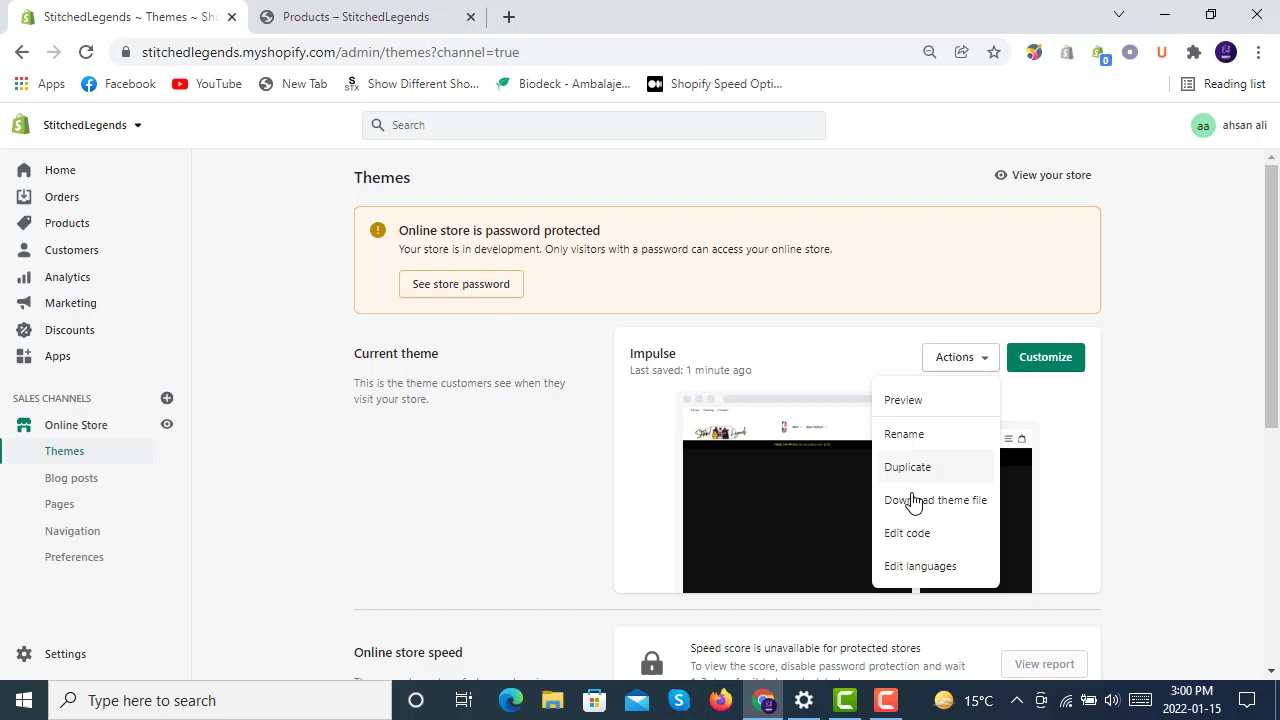 StitchedLegends ~ Themes ~ Sho
Products – StitchedLegends
stitchedlegends.myshopify.com/admin/themes?channel=true
0
Apps
Facebook
YouTube
New Tab
STX
Show Different Sho...
Biodeck - Ambalaje...
Shopify Speed Opti...
Reading list
StitchedLegends
Search
aa
ahsan ali
Home
Orders
Products
Customers
Analytics
Marketing
Discounts
Apps
SALES CHANNELS
Online Store
Themes
Blog posts
Pages
Navigation
Preferences
Settings
Themes
View your store
Online store is password protected
Your store is in development. Only visitors with a password can access your online store.
See store password
Current theme
This is the theme customers see when they
visit your store.
Impulse
Last saved: 1 minute ago
Actions
Customize
Preview
Rename
Duplicate
Download theme file
Edit code
Edit languages
Online store speed
Speed score is unavailable for protected stores
To view the score, disable password protection and wait
View report
Type here to search
15°C
3:00 PM
2022-01-15